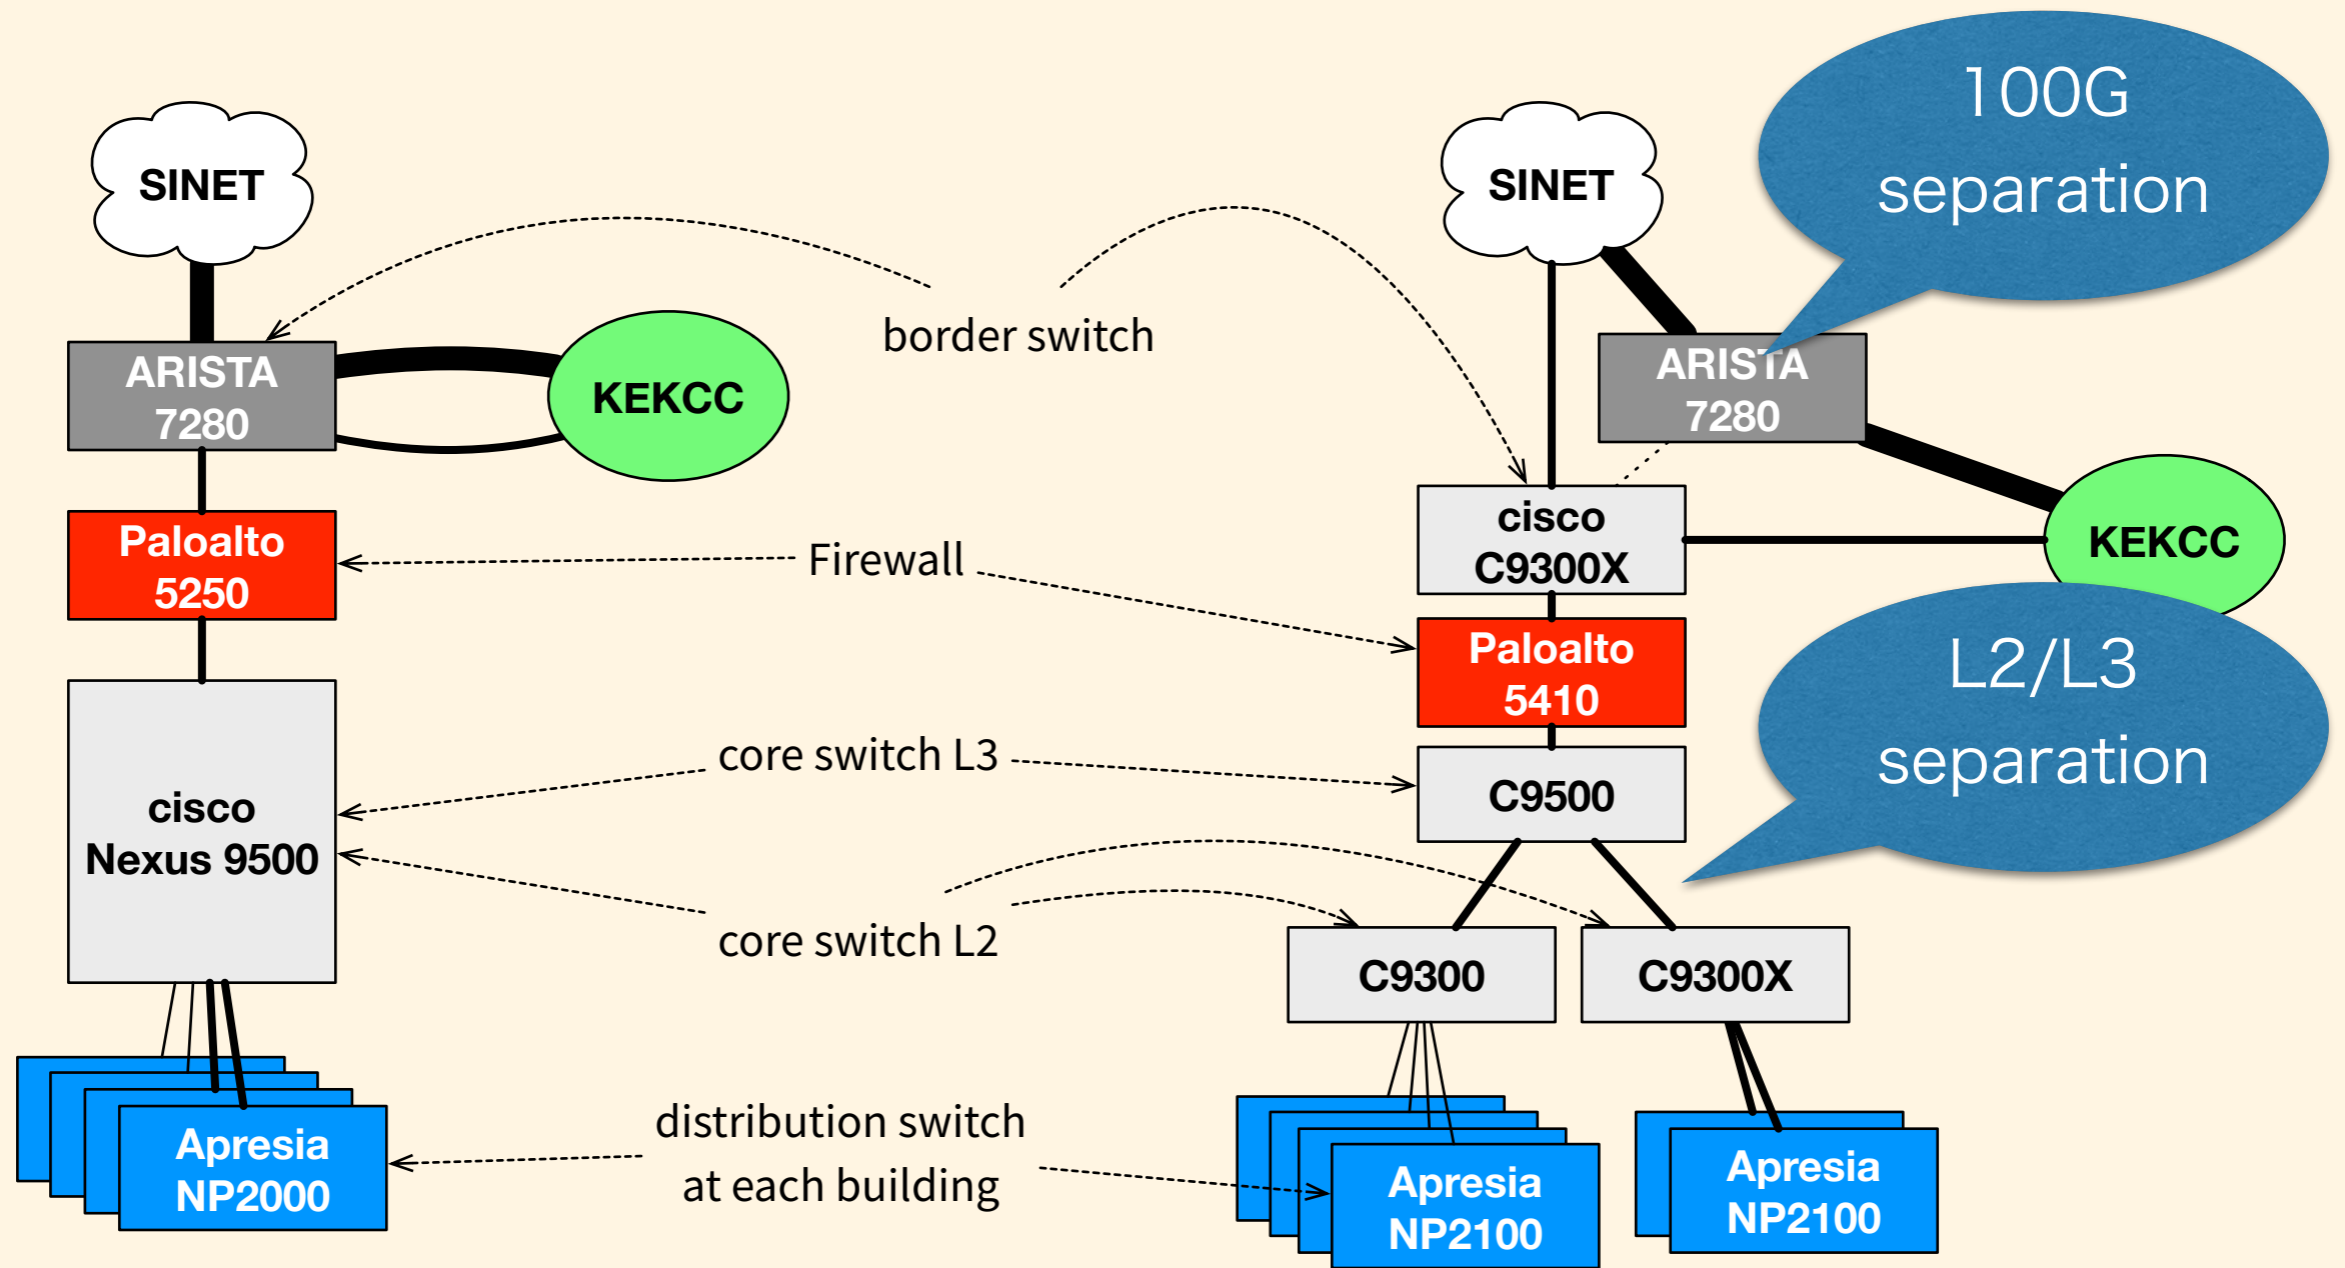 SINET
ARISTA
7280
KEKCC
Paloalto
5250
cisco
Nexus 9500
Apresia
NP2000
border switch
Firewall
core switch L3
core switch L2
distribution switch
at each building
SINET
100G
separation
ARISTA
7280
cisco
C9300X
KEKCC
Paloalto
5410
L2/L3
separation
C9500
C9300
C9300X
Apresia
NP2100
Apresia
NP2100